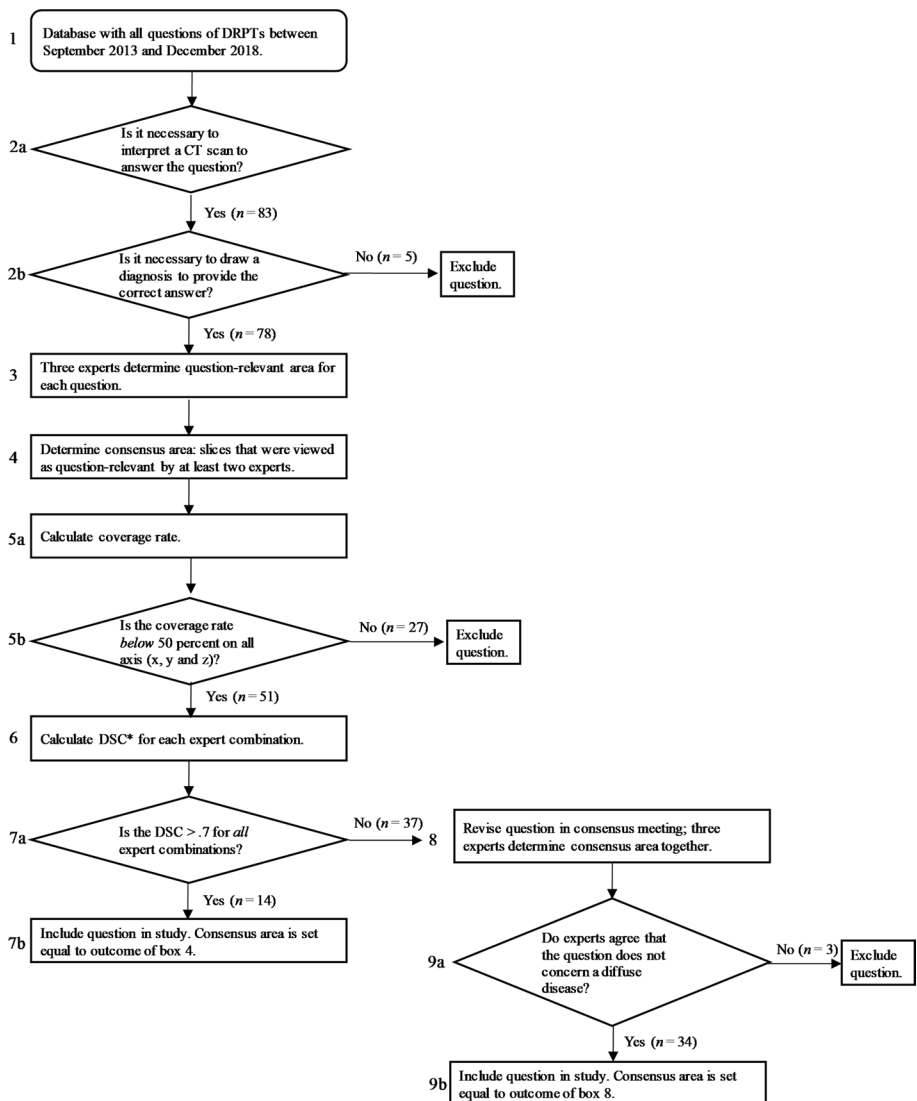 1
Database with all questions of DRPTs between
September 2013 and December 2018.
2a
Is it necessary to
interpret a CT scan to
answer the question?
Yes (n = 83)
2b
Is it necessary to draw a
diagnosis to provide the
correct answer?
No (n = 5)
Exclude
question.
Yes (n = 78)
3
Three experts determine question-relevant area for
each question.
4
Determine consensus area: slices that were viewed
as question-relevant by at least two experts.
5a
Calculate coverage rate.
5b
Is the coverage rate
below 50 percent on all
axis (x, y and z)?
No (n = 27)
Exclude
question.
Yes (n = 51)
6
Calculate DSC* for each expert combination.
7a
Is the DSC > .7 for all
expert combinations?
No (n = 37)
8
Revise question in consensus meeting; three
experts determine consensus area together.
Yes (n = 14)
7b
Include question in study. Consensus area is set
equal to outcome of box 4.
9a
Do experts agree that
the question does not
concern a diffuse
disease?
No (n = 3)
Exclude
question.
Yes (n = 34)
9b
Include question in study. Consensus area is set
equal to outcome of box 8.